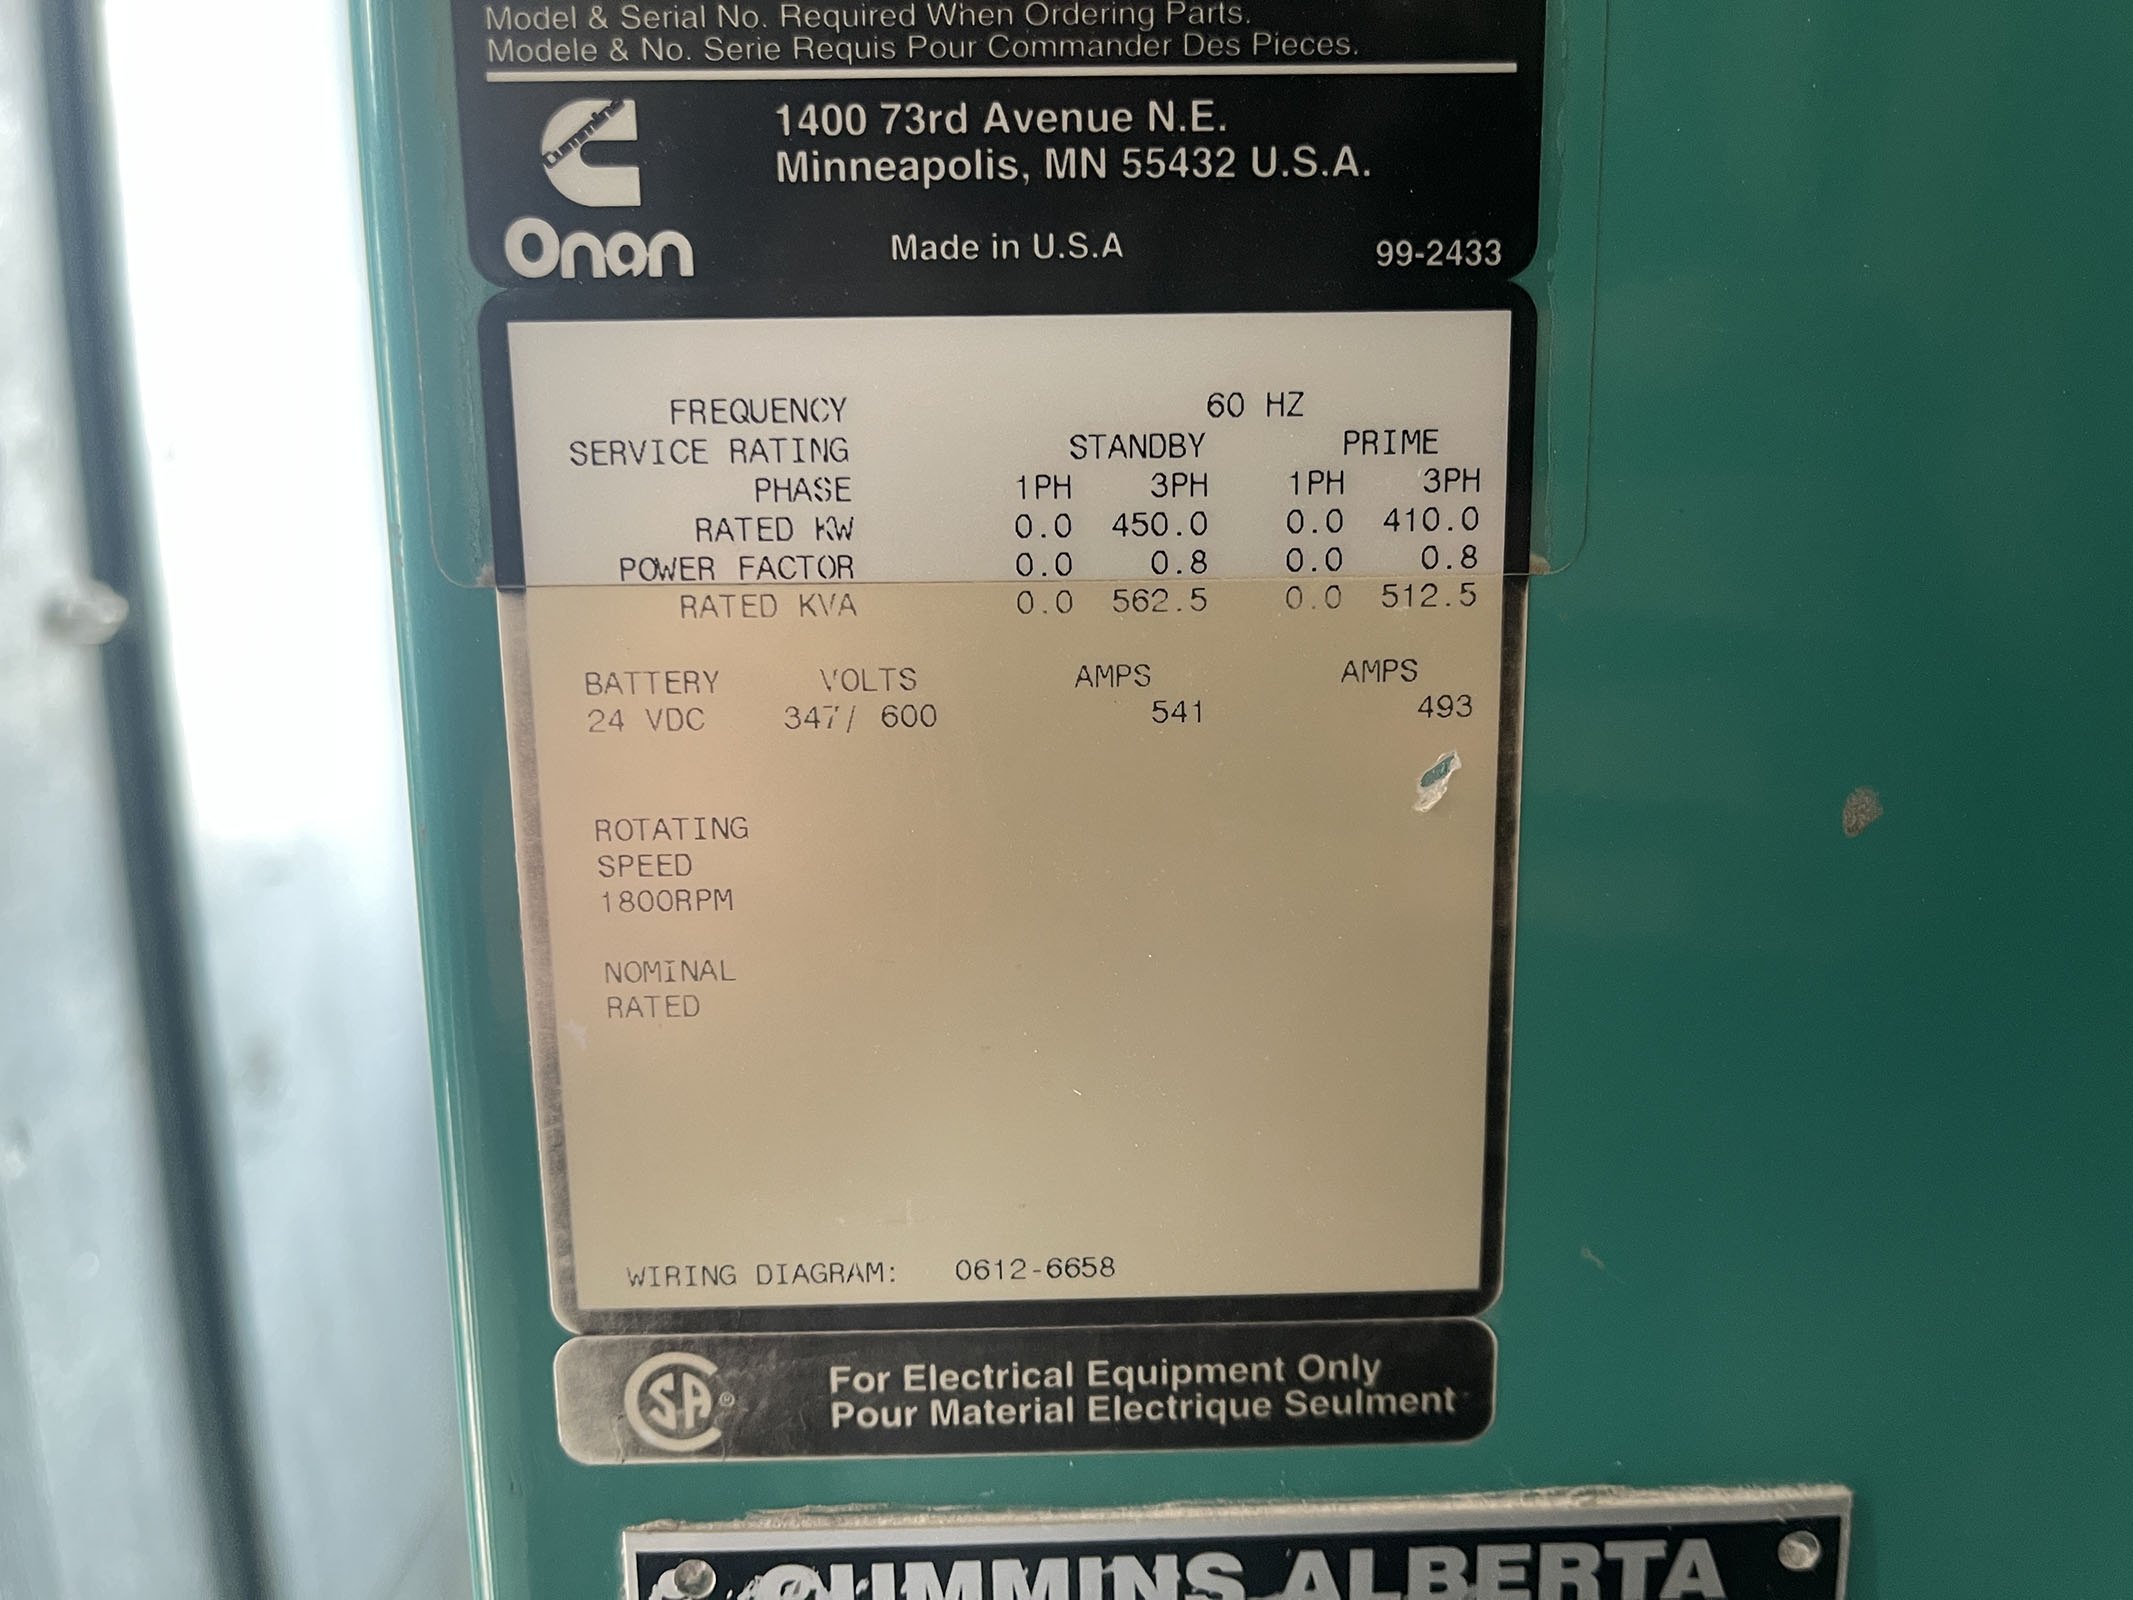 Model & Serial No. Required When Ordering Parts.
Modele & No. Serie Requis Pour Commander Des Pieces.
Cummins
Onan
1400 73rd Avenue N.E.
Minneapolis, MN 55432 U.S.A.
Made in U.S.A 99-2433
FREQUENCY 60 HZ
SERVICE RATING STANDBY PRIME
PHASE 1PH 3PH 1PH 3PH
RATED KW 0.0 450.0 0.0 410.0
POWER FACTOR 0.0 0.8 0.0 0.8
RATED KVA 0.0 562.5 0.0 512.5
BATTERY VOLTS AMPS AMPS
24 VDC 347/ 600 541 493
ROTATING
SPEED
1800RPM
NOMINAL
RATED
WIRING DIAGRAM: 0612-6658
CSA ®
For Electrical Equipment Only
Pour Material Electrique Seulment
CUMMINS ALBERTA